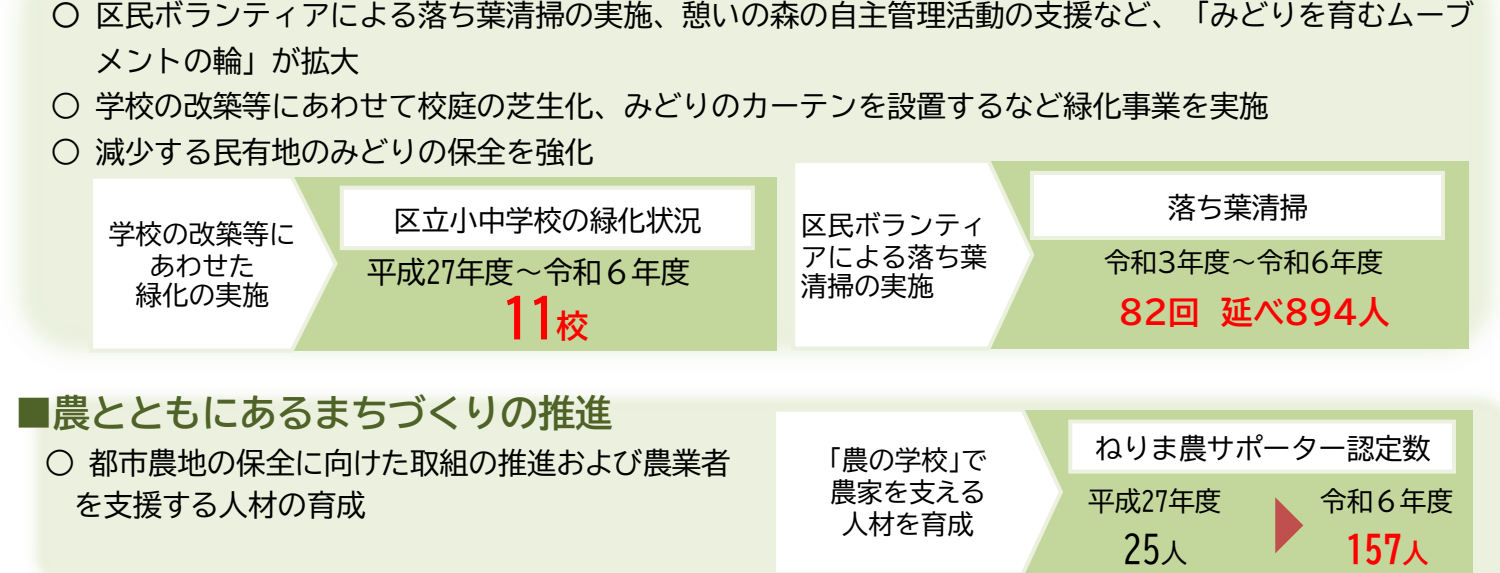 〇 区民ボランティアによる落ち葉清掃の実施、憩いの森の自主管理活動の支援など、「みどりを育むムーブ
メントの輪」が拡大
〇 学校の改築等にあわせて校庭の芝生化、みどりのカーテンを設置するなど緑化事業を実施
〇 減少する民有地のみどりの保全を強化
学校の改築等に
あわせた
緑化の実施
区立小中学校の緑化状況
平成27年度～令和６年度
11校
区民ボランティ
アによる落ち葉
清掃の実施
落ち葉清掃
令和3年度～令和6年度
82回 延べ894人
■農とともにあるまちづくりの推進
〇 都市農地の保全に向けた取組の推進および農業者
を支援する人材の育成
「農の学校」で
農家を支える
人材を育成
ねりま農サポーター認定数
平成27年度
25人
令和６年度
157人